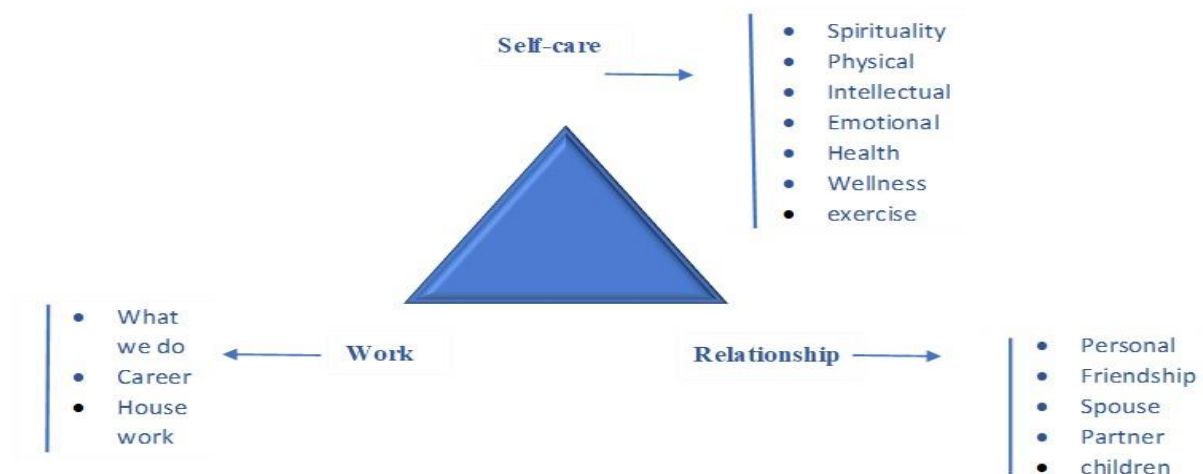 Self-care
• Spirituality
• Physical
• Intellectual
• Emotional
• Health
• Wellness
• exercise
• What
we do
• Career
• House
work
Work
Relationship
• Personal
• Friendship
• Spouse
• Partner
• children